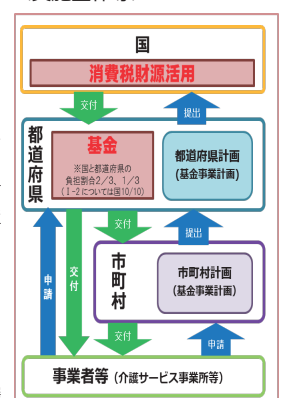 国
消費税財源活用
交付
提出
都道府県
基金
※国と都道府県の
負担割合2/3、1/3
(Ⅰ-2については国10/10)
都道府県計画
(基金事業計画)
交付
提出
申請
交付
市町村
市町村計画
(基金事業計画)
交付
申請
事業者等(介護サービス事業所等)